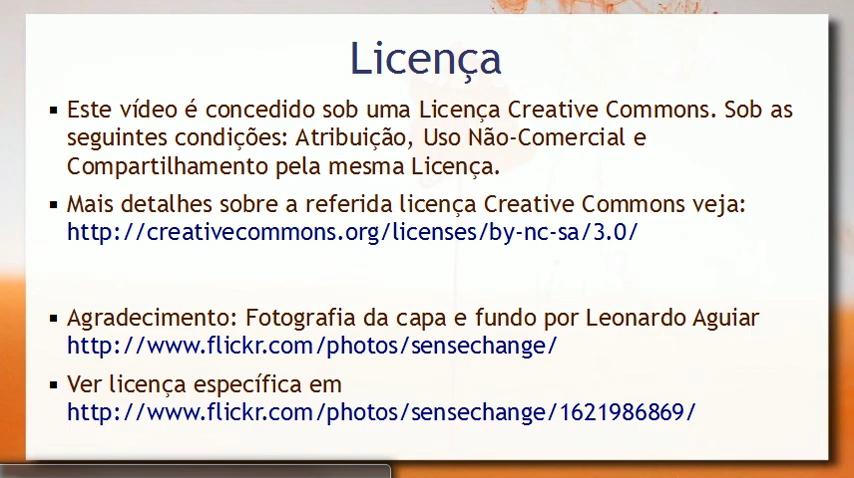 Licença
Este vídeo é concedido sob uma Licença Creative Commons. Sob as
seguintes condições: Atribuição, Uso Não-Comercial e
Compartilhamento pela mesma Licença.
Mais detalhes sobre a referida licença Creative Commons veja:
http://creativecommons.org/licenses/by-nc-sa/3.0/
Agradecimento: Fotografia da capa e fundo por Leonardo Aguiar
http://www.flickr.com/photos/sensechange/
Ver licença específica em
http://www.flickr.com/photos/sensechange/1621986869/